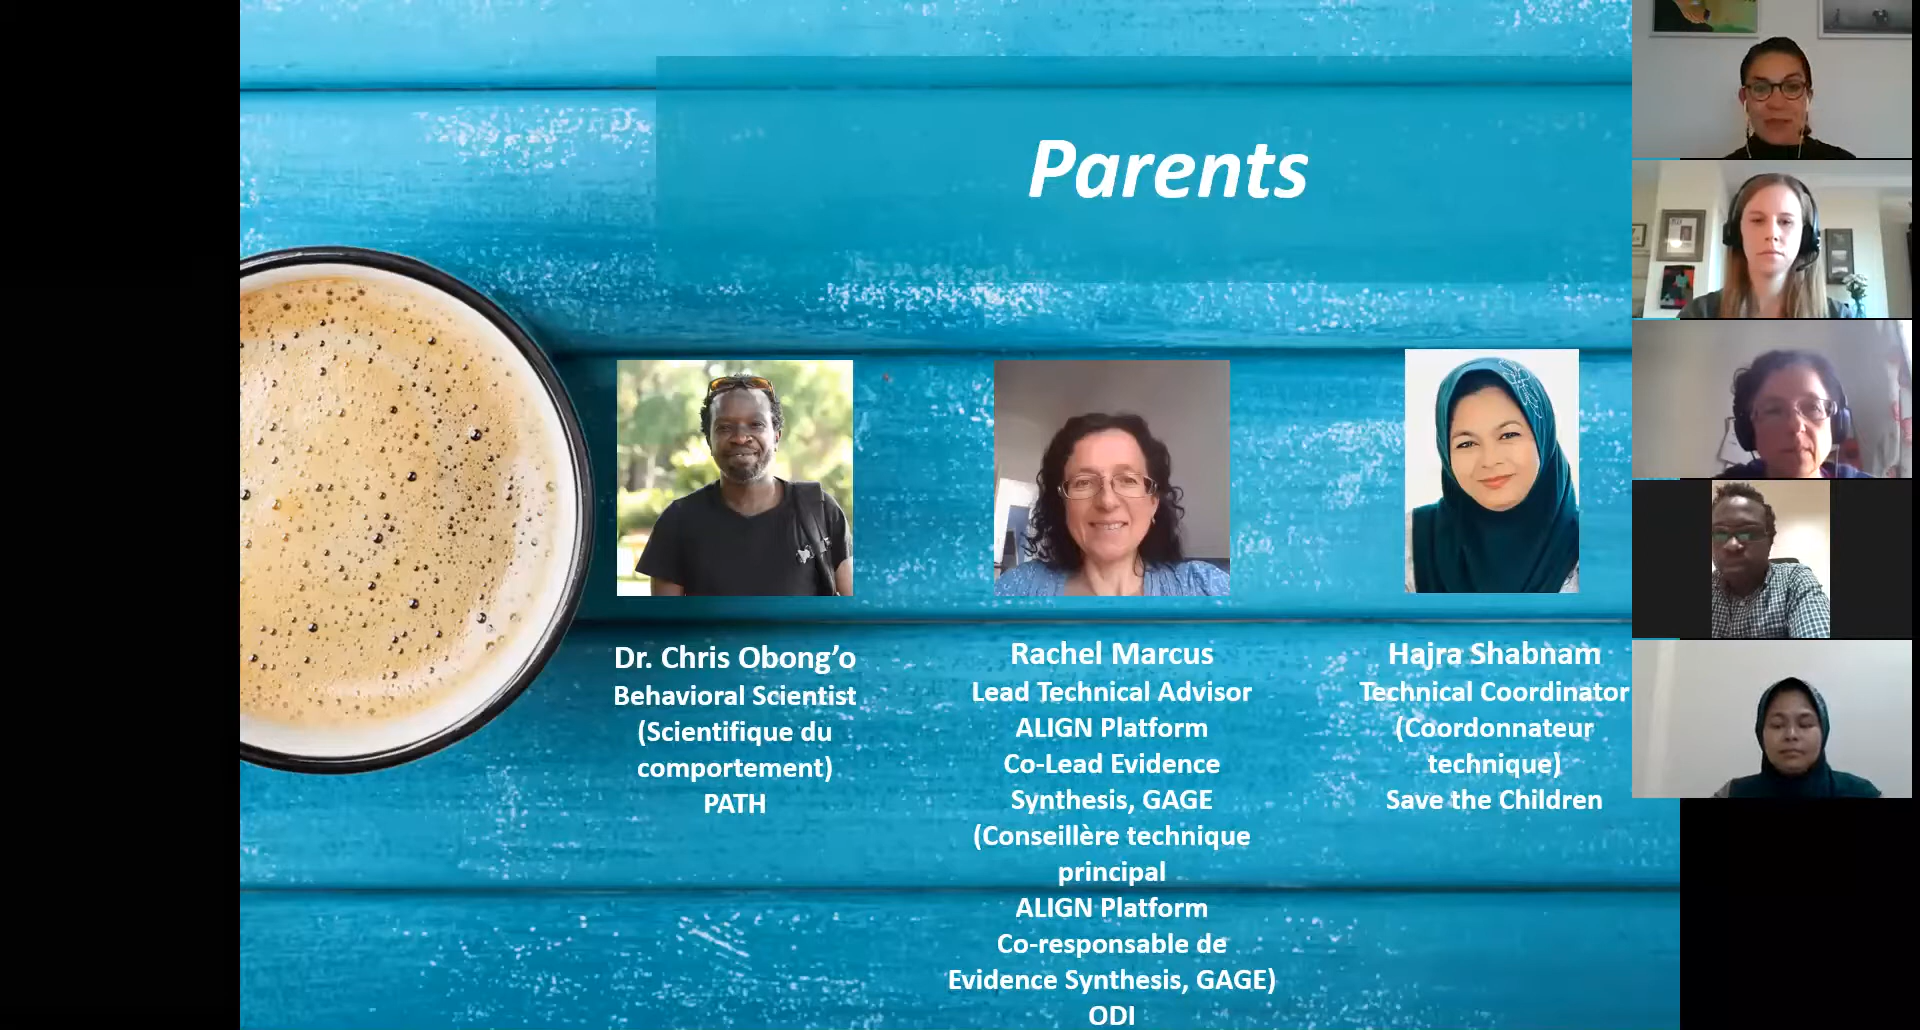 Parents
Dr. Chris Obong’o
Behavioral Scientist
(Scientifique du
comportement)
PATH
Rachel Marcus
Lead Technical Advisor
ALIGN Platform
Co-Lead Evidence
Synthesis, GAGE
(Conseillère technique
principal
ALIGN Platform
Co-responsable de
Evidence Synthesis, GAGE)
ODI
Hajra Shabnam
Technical Coordinator
(Coordonnateur
technique)
Save the Children